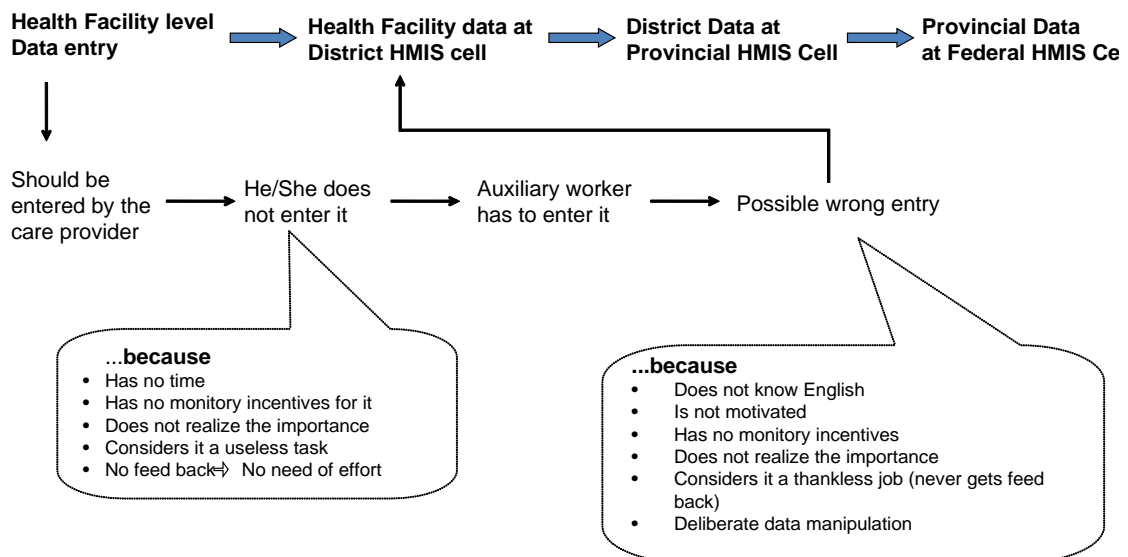 Health Facility level
Data entry
Health Facility data at
District HMIS cell
District Data at
Provincial HMIS Cell
Provincial Data
at Federal HMIS Ce
Should be
entered by the
care provider
He/She does
not enter it
Auxiliary worker
has to enter it
Possible wrong entry
...because
• Has no time
• Has no monitory incentives for it
• Does not realize the importance
• Considers it a useless task
• No feed back⇨ No need of effort
...because
• Does not know English
• Is not motivated
• Has no monitory incentives
• Does not realize the importance
• Considers it a thankless job (never gets feed
back)
• Deliberate data manipulation